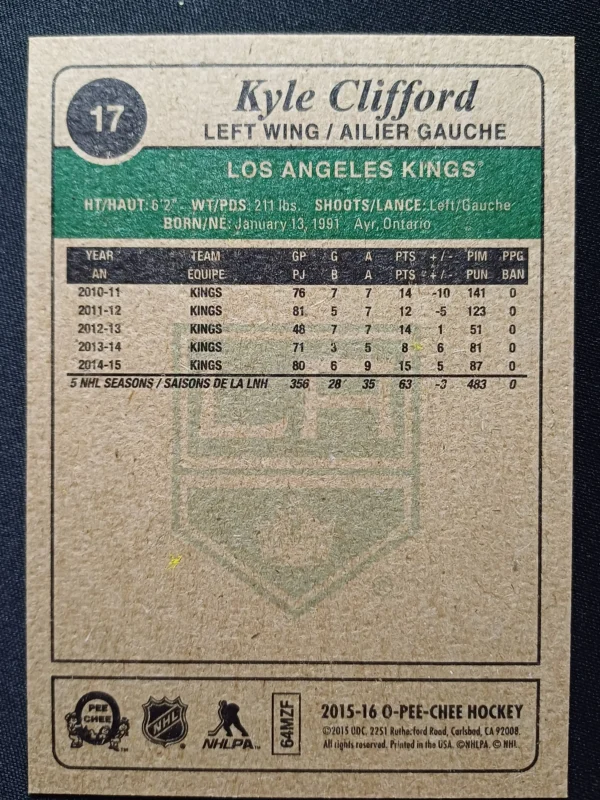 17
Kyle Clifford
LEFT WING / AILIER GAUCHE
LOS ANGELES KINGS
HT/HAUT: 6'2" WT/PDS: 211 lbs. SHOOTS/LANCE: Left/Gauche
BORN/NÉ: January 13, 1991 Ayr, Ontario
YEAR TEAM GP G A PTS +/- PIM PPG
AN ÉQUIPE PJ B A PTS +/- PUN BAN
2010-11 KINGS 76 7 7 14 -10 141 0
2011-12 KINGS 81 5 7 12 -5 123 0
2012-13 KINGS 48 7 7 14 1 51 0
2013-14 KINGS 71 3 5 8 6 81 0
2014-15 KINGS 80 6 9 15 5 87 0
5 NHL SEASONS / SAISONS DE LA LNH 356 28 35 63 -3 483 0
LA
®
PEE
CHEE
NHL
NHLPA
64MZF
2015-16 O-PEE-CHEE HOCKEY
©2015 UDC. 2251 Rutherford Road, Carlsbad, CA 92008.
All rights reserved. Printed in the USA. ©NHLPA. © NHL.